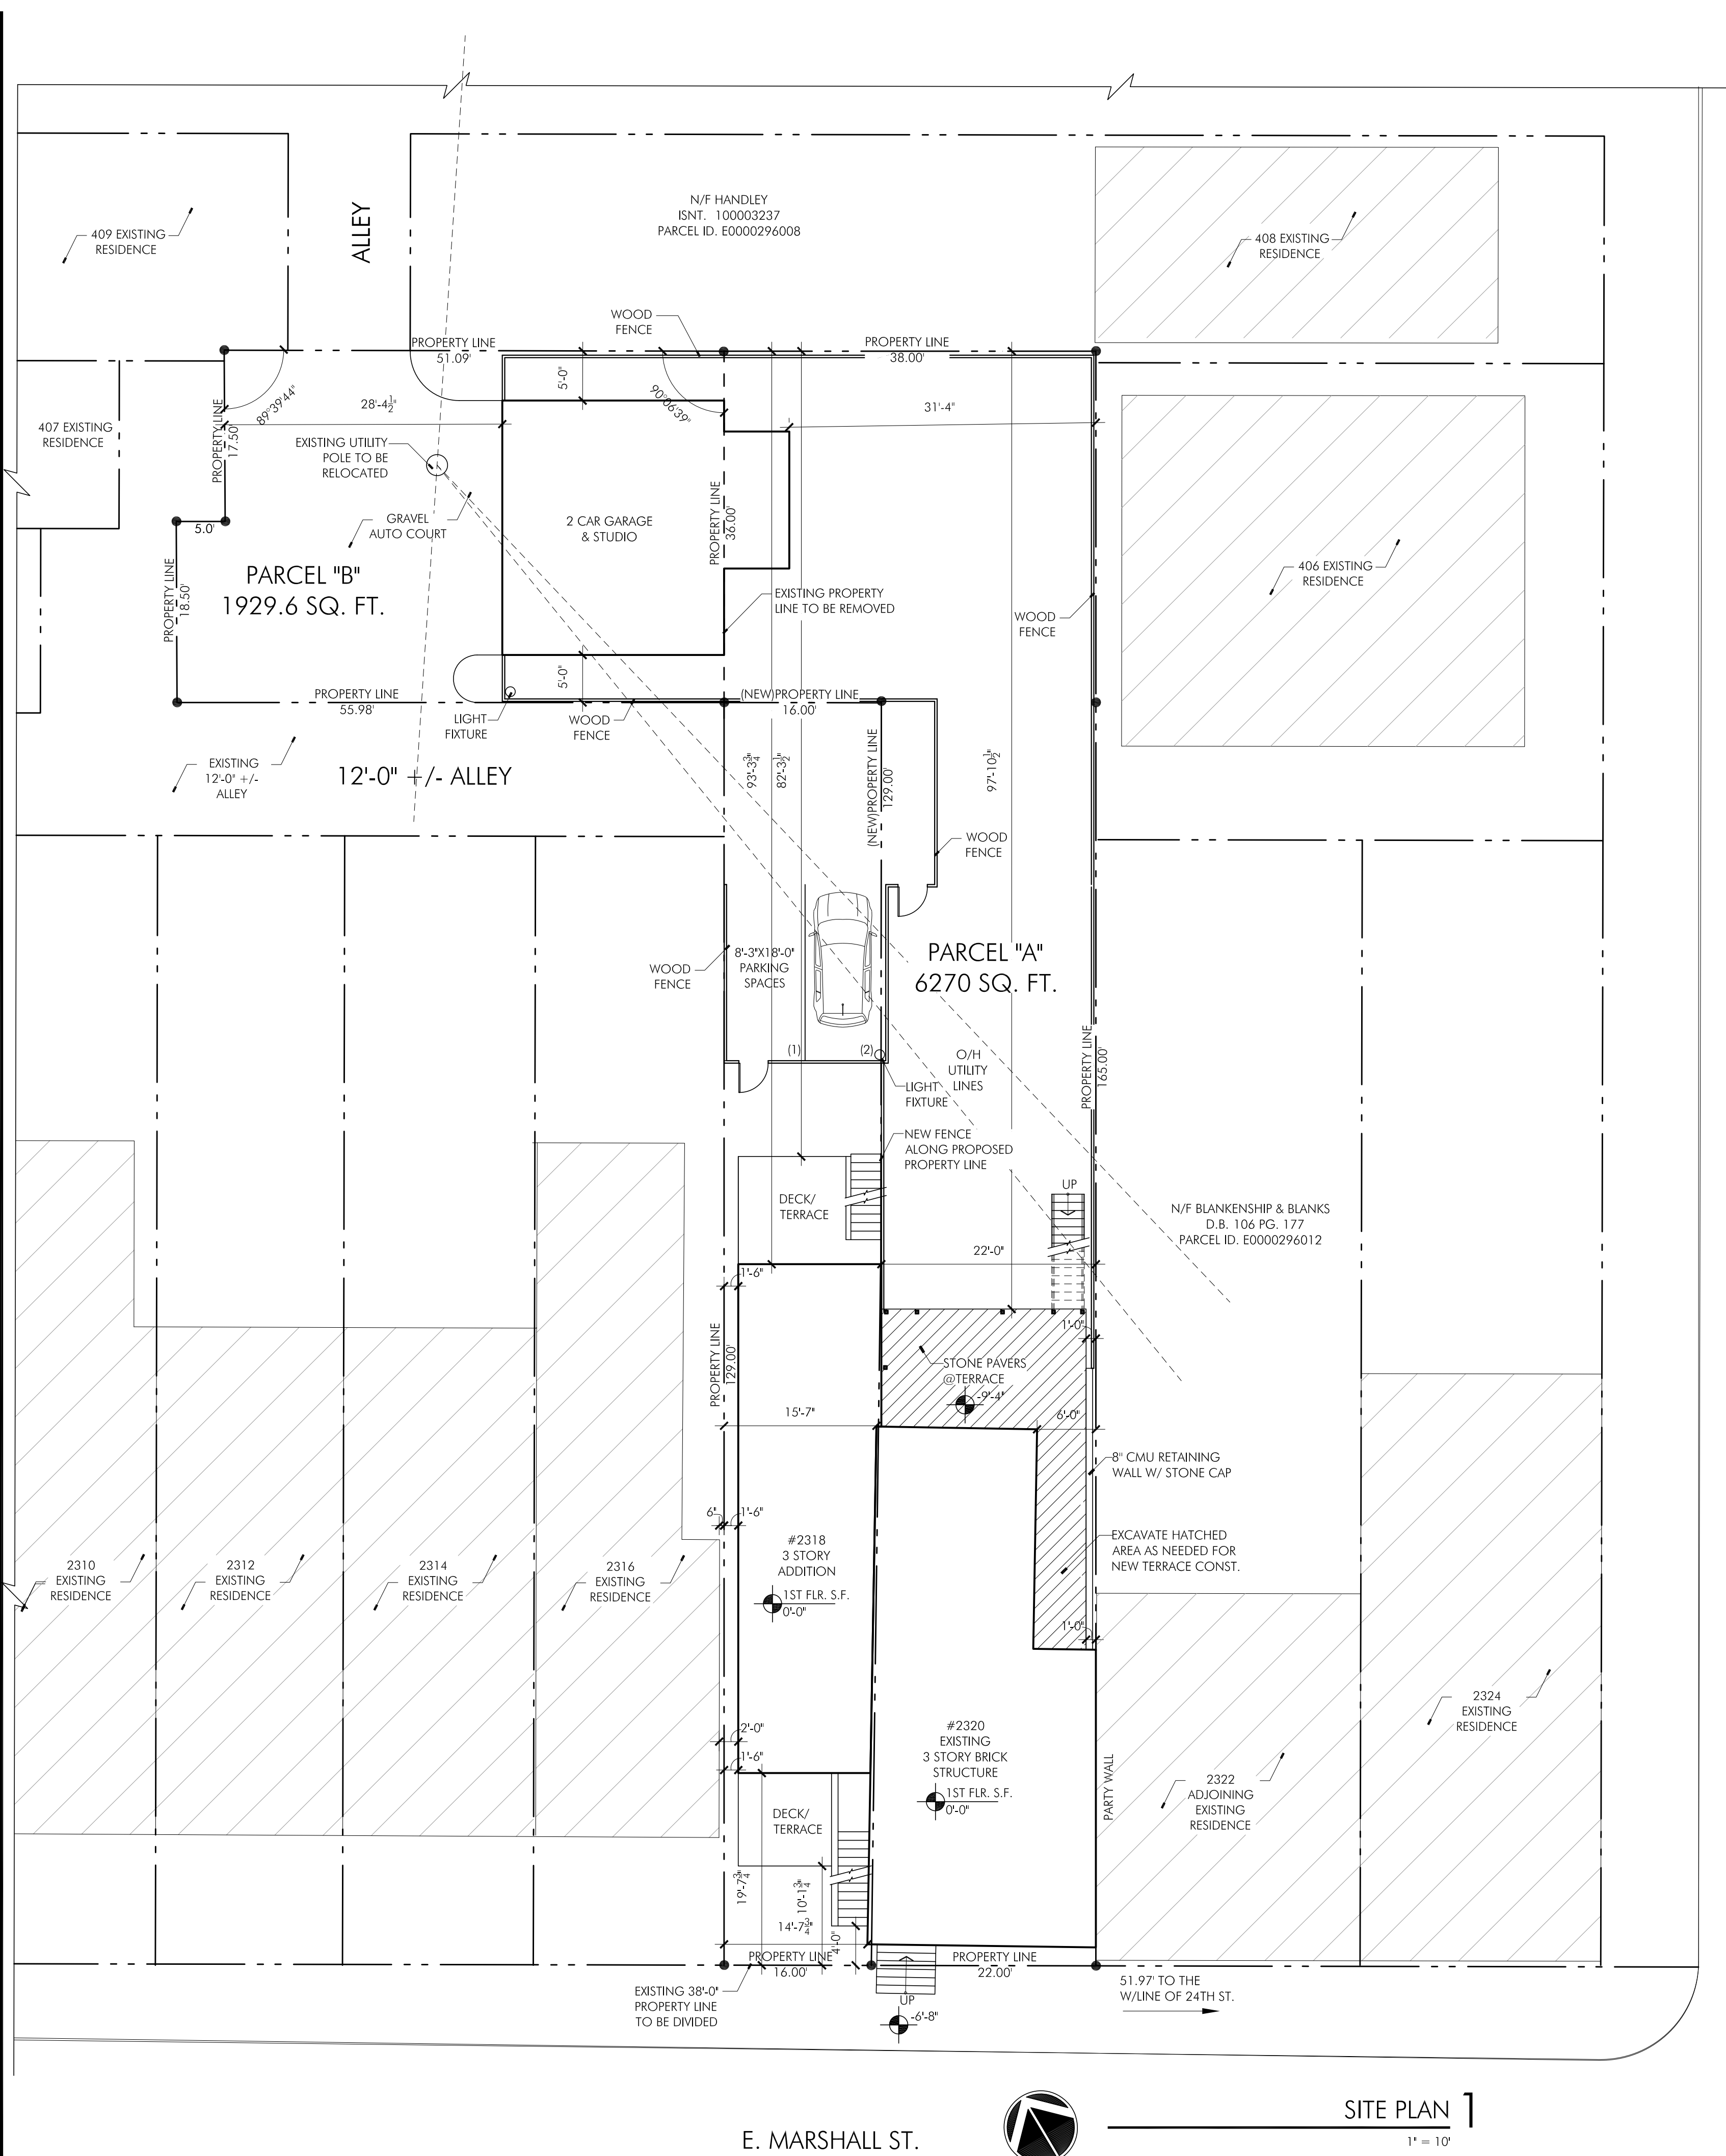 N/F HANDLEY
ISNT. 100003237
PARCEL ID. E0000296008
ALLEY
409 EXISTING
RESIDENCE
408 EXISTING
RESIDENCE
WOOD
FENCE
PROPERTY LINE
51.09'
PROPERTY LINE
38.00'
5'-0"
89°39'44"
90°06'39"
28'-4 1/2"
31'-4"
407 EXISTING
RESIDENCE
PROPERTY LINE
17.50'
EXISTING UTILITY
POLE TO BE
RELOCATED
GRAVEL
AUTO COURT
2 CAR GARAGE
& STUDIO
PROPERTY LINE
36.00'
5.0'
PROPERTY LINE
18.50'
PARCEL "B"
1929.6 SQ. FT.
406 EXISTING
RESIDENCE
EXISTING PROPERTY
LINE TO BE REMOVED
WOOD
FENCE
5'-0"
PROPERTY LINE
55.98'
(NEW)PROPERTY LINE
16.00'
LIGHT
FIXTURE
WOOD
FENCE
EXISTING
12'-0" +/-
ALLEY
12'-0" +/- ALLEY
93'-3 3/4"
82'-3 1/2"
(NEW)PROPERTY LINE
129.00'
97'-10 1/2"
WOOD
FENCE
WOOD
FENCE
8'-3"X18'-0"
PARKING
SPACES
PARCEL "A"
6270 SQ. FT.
(1)
(2)
O/H
UTILITY
LINES
PROPERTY LINE
165.00'
LIGHT
FIXTURE
NEW FENCE
ALONG PROPOSED
PROPERTY LINE
UP
DECK/
TERRACE
N/F BLANKENSHIP & BLANKS
D.B. 106 PG. 177
PARCEL ID. E0000296012
22'-0"
1'-6"
1'-0"
PROPERTY LINE
129.00'
STONE PAVERS
@TERRACE
-9'-4"
15'-7"
6'-0"
8" CMU RETAINING
WALL W/ STONE CAP
6"
1'-6"
EXCAVATE HATCHED
AREA AS NEEDED FOR
NEW TERRACE CONST.
#2318
3 STORY
ADDITION
1ST FLR. S.F.
0'-0"
2310
EXISTING
RESIDENCE
2312
EXISTING
RESIDENCE
2314
EXISTING
RESIDENCE
2316
EXISTING
RESIDENCE
1'-0"
2324
EXISTING
RESIDENCE
2'-0"
1'-6"
#2320
EXISTING
3 STORY BRICK
STRUCTURE
1ST FLR. S.F.
0'-0"
PARTY WALL
2322
ADJOINING
EXISTING
RESIDENCE
DECK/
TERRACE
19'-7 3/4"
10'-1 3/4"
14'-7 3/4"
4'-0"
PROPERTY LINE
16.00'
PROPERTY LINE
22.00'
EXISTING 38'-0"
PROPERTY LINE
TO BE DIVIDED
UP
-6'-8"
51.97' TO THE
W/LINE OF 24TH ST.
E. MARSHALL ST.
SITE PLAN 1
1" = 10'